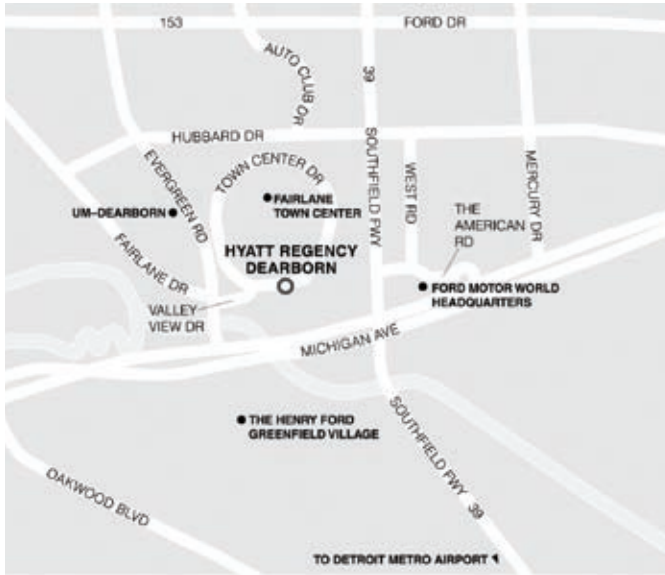 153
FORD DR
AUTO CLUB DR
39
HUBBARD DR
SOUTHFIELD FWY
EVERGREEN RD
TOWN CENTER DR
WEST RD
MERCURY DR
FAIRLANE
TOWN CENTER
UM–DEARBORN
THE
AMERICAN
RD
FAIRLANE DR
HYATT REGENCY
DEARBORN
FORD MOTOR WORLD
HEADQUARTERS
VALLEY
VIEW DR
MICHIGAN AVE
THE HENRY FORD
GREENFIELD VILLAGE
SOUTHFIELD FWY
39
OAKWOOD BLVD
TO DETROIT METRO AIRPORT